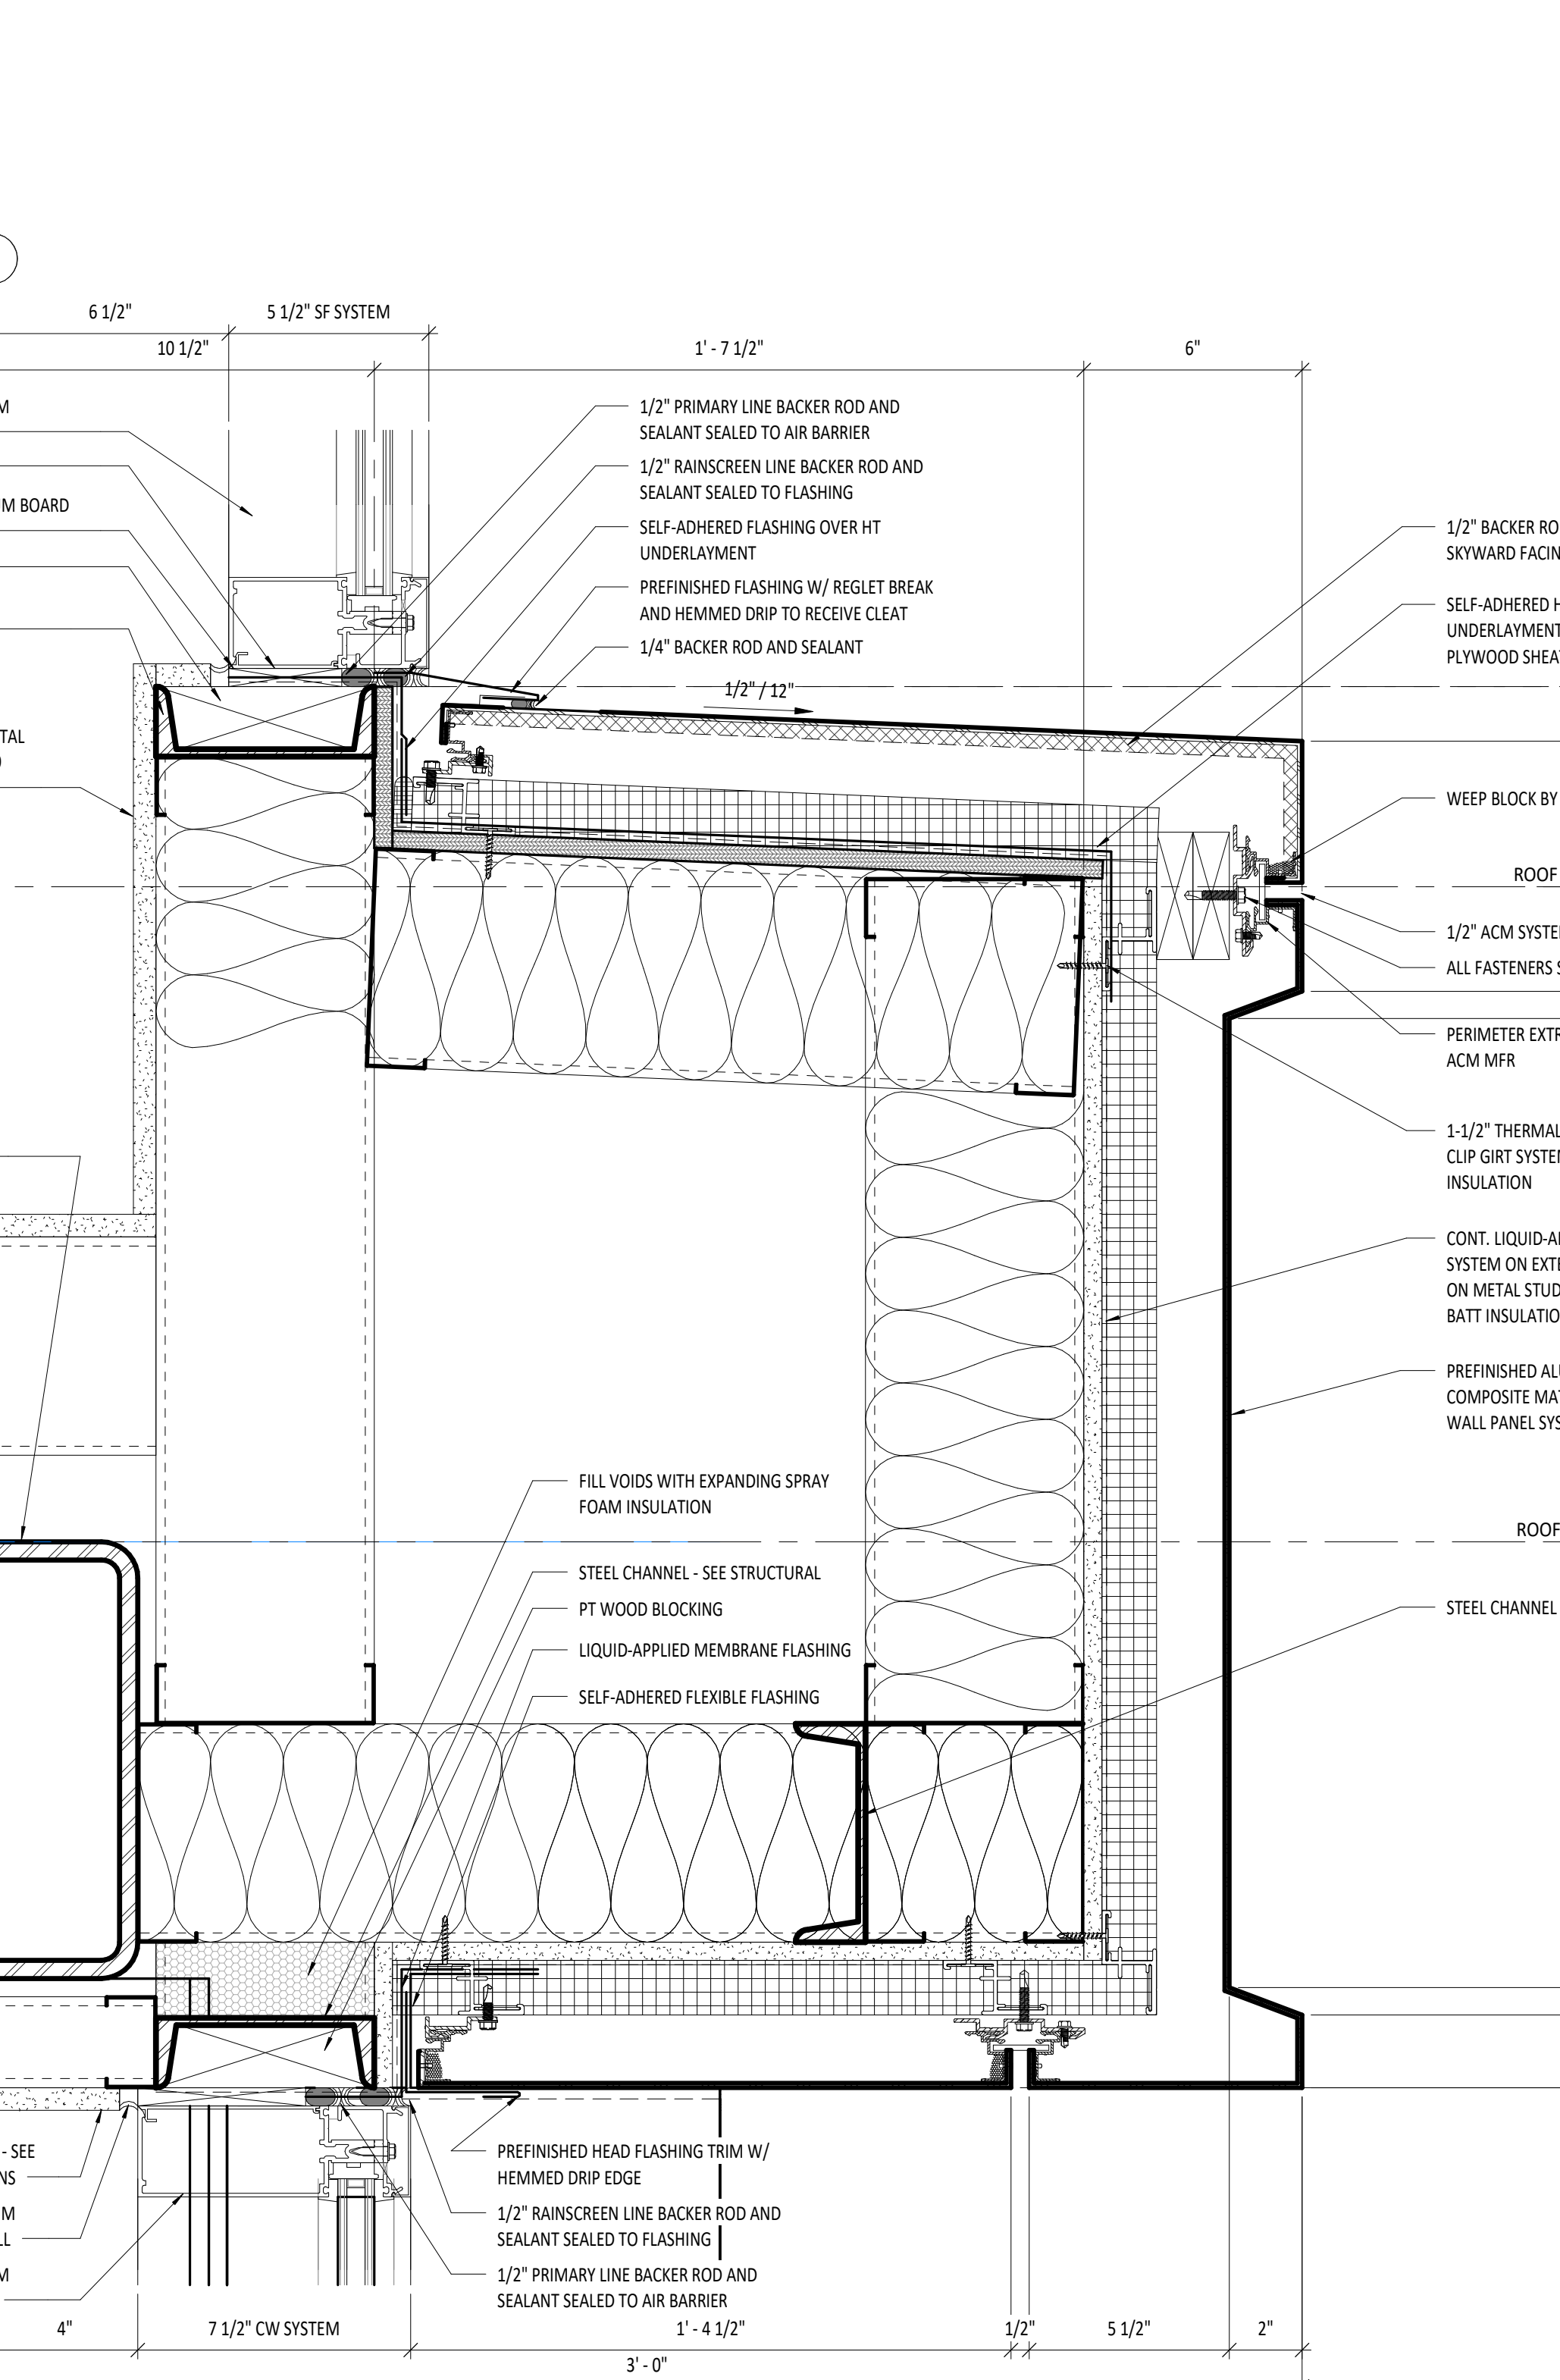 6 1/2"
5 1/2" SF SYSTEM
10 1/2"
1' - 7 1/2"
6"
M
UM BOARD
TAL
)
1/2" PRIMARY LINE BACKER ROD AND
SEALANT SEALED TO AIR BARRIER
1/2" RAINSCREEN LINE BACKER ROD AND
SEALANT SEALED TO FLASHING
SELF-ADHERED FLASHING OVER HT
UNDERLAYMENT
PREFINISHED FLASHING W/ REGLET BREAK
AND HEMMED DRIP TO RECEIVE CLEAT
1/4" BACKER ROD AND SEALANT
1/2" / 12"
1/2" BACKER RO
SKYWARD FACIN
SELF-ADHERED H
UNDERLAYMENT
PLYWOOD SHEA
WEEP BLOCK BY
ROOF
1/2" ACM SYSTE
ALL FASTENERS S
PERIMETER EXTR
ACM MFR
1-1/2" THERMAL
CLIP GIRT SYSTE
INSULATION
CONT. LIQUID-A
SYSTEM ON EXTE
ON METAL STUD
BATT INSULATIO
PREFINISHED ALU
COMPOSITE MAT
WALL PANEL SYS
ROOF
STEEL CHANNEL
FILL VOIDS WITH EXPANDING SPRAY
FOAM INSULATION
STEEL CHANNEL - SEE STRUCTURAL
PT WOOD BLOCKING
LIQUID-APPLIED MEMBRANE FLASHING
SELF-ADHERED FLEXIBLE FLASHING
- SEE
NS
M
LL
M
PREFINISHED HEAD FLASHING TRIM W/
HEMMED DRIP EDGE
1/2" RAINSCREEN LINE BACKER ROD AND
SEALANT SEALED TO FLASHING
1/2" PRIMARY LINE BACKER ROD AND
SEALANT SEALED TO AIR BARRIER
4"
7 1/2" CW SYSTEM
1' - 4 1/2"
1/2"
5 1/2"
2"
3' - 0"